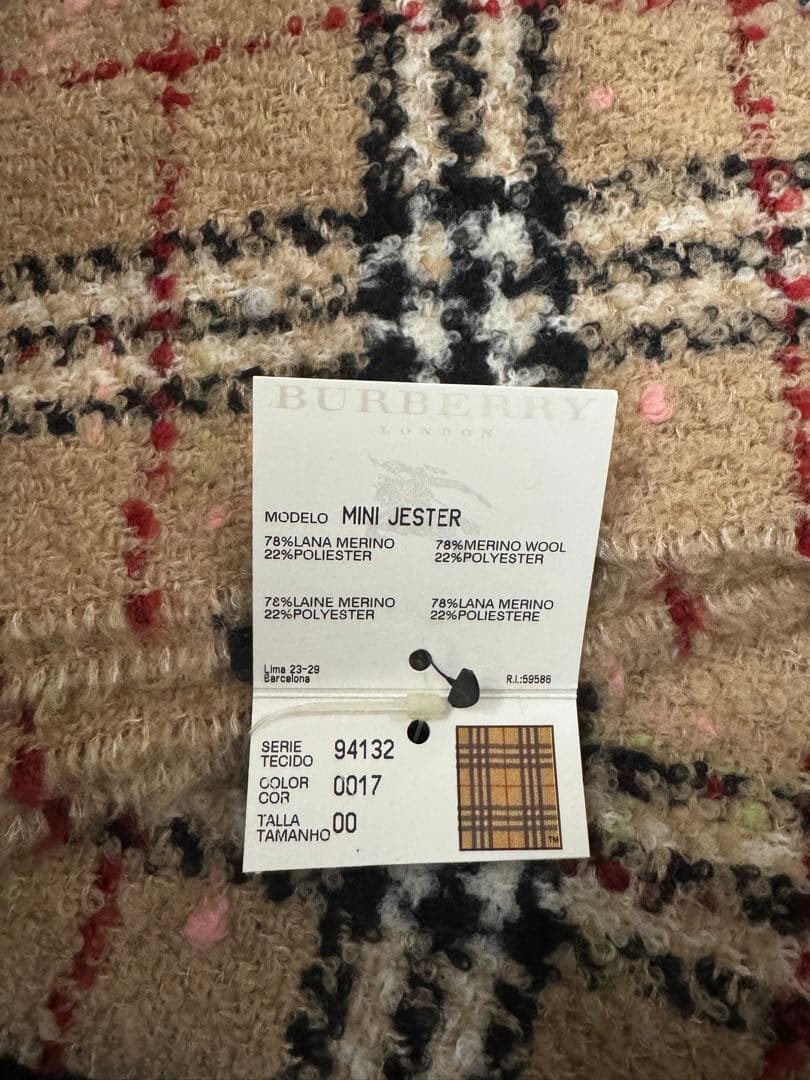 BURBERRY
LONDON
MODELO MINI JESTER
78%LANA MERINO 78%MERINO WOOL
22%POLIESTER 22%POLYESTER
78%LAINE MERINO 78%LANA MERINO
22%POLYESTER 22%POLIESTERE
Lima 23-29
Barcelona R.I.:59586
SERIE
TECIDO 94132
COLOR
COR 0017
TALLA
TAMANHO 00
TM